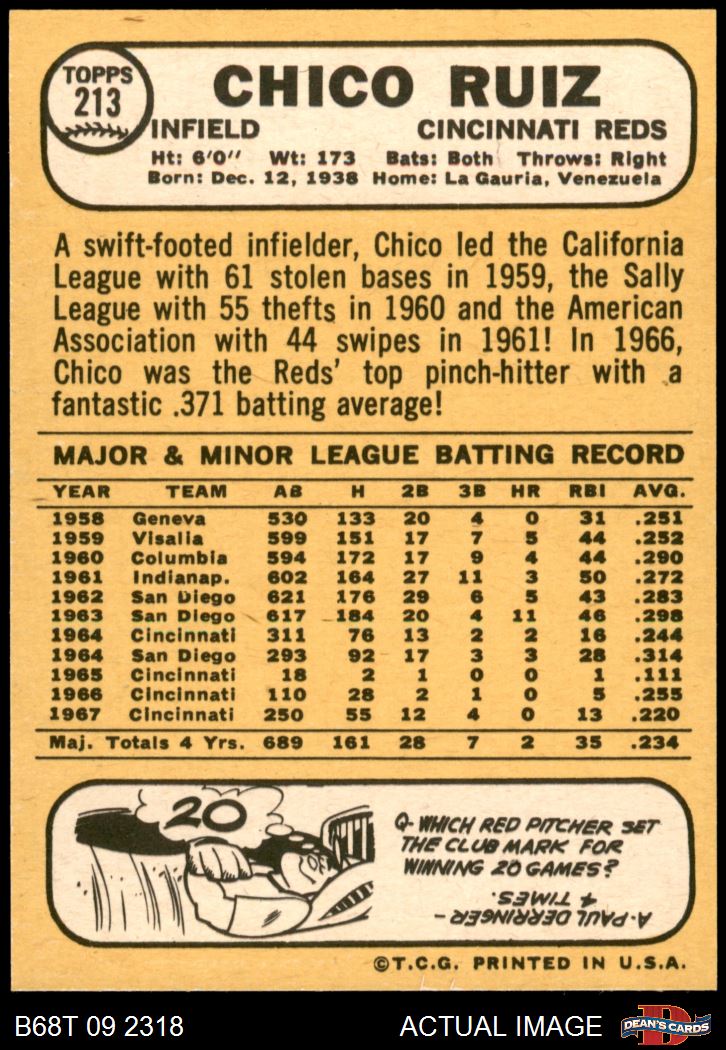 TOPPS
213
CHICO RUIZ
INFIELD CINCINNATI REDS
Ht: 6'0" Wt: 173 Bats: Both Throws: Right
Born: Dec. 12, 1938 Home: La Gauria, Venezuela
A swift-footed infielder, Chico led the California
League with 61 stolen bases in 1959, the Sally
League with 55 thefts in 1960 and the American
Association with 44 swipes in 1961! In 1966,
Chico was the Reds' top pinch-hitter with a
fantastic .371 batting average!
MAJOR & MINOR LEAGUE BATTING RECORD
YEAR TEAM AB H 2B 3B HR RBI AVG.
1958 Geneva 530 133 20 4 0 31 .251
1959 Visalia 599 151 17 7 5 44 .252
1960 Columbia 594 172 17 9 4 44 .290
1961 Indianap. 602 164 27 11 3 50 .272
1962 San Diego 621 176 29 6 5 43 .283
1963 San Diego 617 184 20 4 11 46 .298
1964 Cincinnati 311 76 13 2 2 16 .244
1964 San Diego 293 92 17 3 3 28 .314
1965 Cincinnati 18 2 1 0 0 1 .111
1966 Cincinnati 110 28 2 1 0 5 .255
1967 Cincinnati 250 55 12 4 0 13 .220
Maj. Totals 4 Yrs. 689 161 28 7 2 35 .234
20
Q- WHICH RED PITCHER SET
THE CLUB MARK FOR
WINNING 20 GAMES?
A- PAUL DERRINGER -
4 TIMES.
©T.C.G. PRINTED IN U.S.A.
B68T 09 2318 ACTUAL IMAGE
D
DEAN'S CARDS